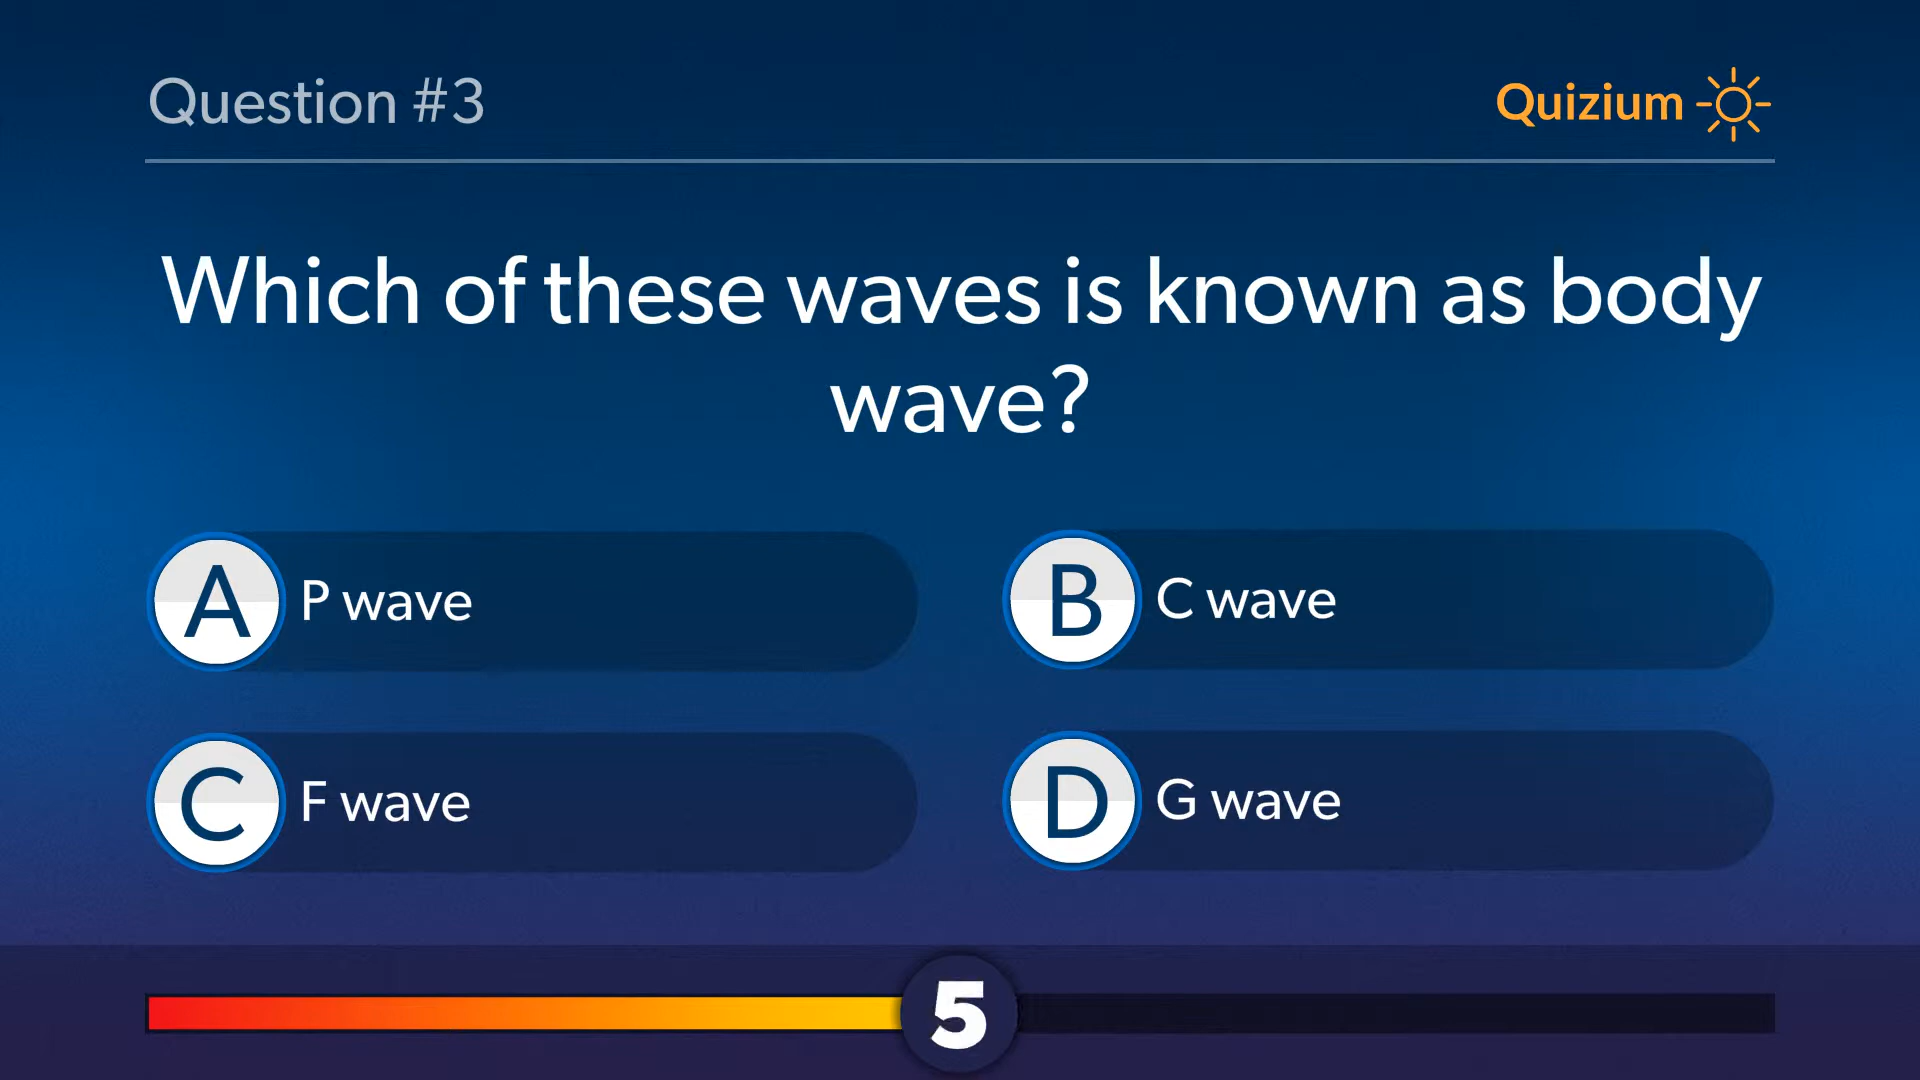 Question #3
Quizium
Which of these waves is known as body
wave?
A P wave
B C wave
C F wave
D G wave
5